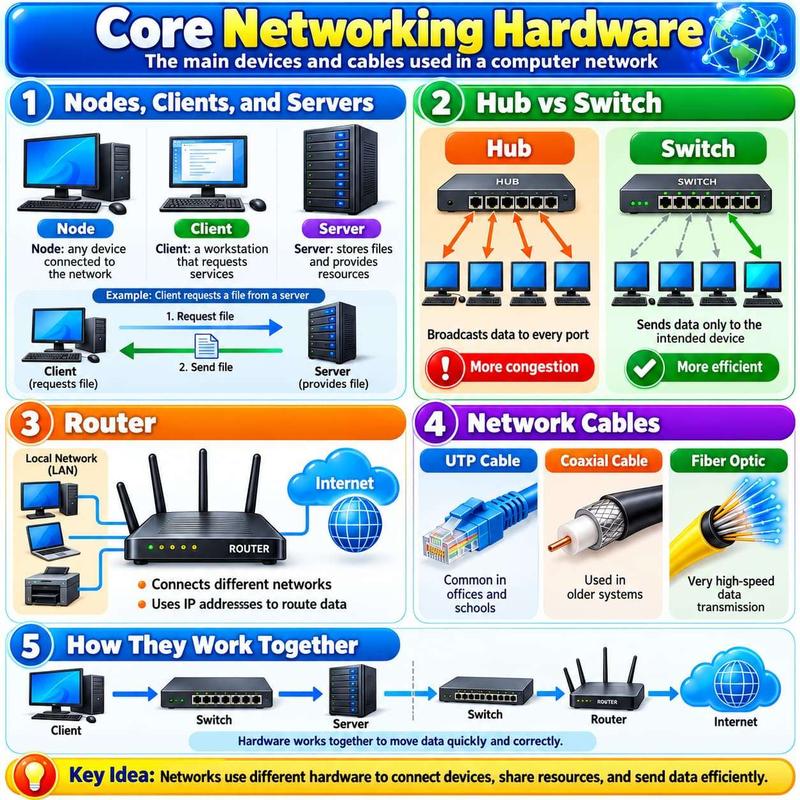 Core Networking Hardware
The main devices and cables used in a computer network
1 Nodes, Clients, and Servers
Node
Node: any device
connected to
the network
Client
Client: a workstation
that requests
services
Server
Server: stores files
and provides
resources
Example: Client requests a file from a server
1. Request file
2. Send file
Client
(requests file)
Server
(provides file)
2 Hub vs Switch
Hub
HUB
Broadcasts data to every port
! More congestion
Switch
SWITCH
Sends data only to the
intended device
More efficient
3 Router
Local Network
(LAN)
ROUTER
Internet
• Connects different networks
• Uses IP addresses to route data
4 Network Cables
UTP Cable
Common in
offices and
schools
Coaxial Cable
Used in
older systems
Fiber Optic
Very high-speed
data
transmission
5 How They Work Together
Client
Switch
Server
Switch
ROUTER
Router
Internet
Hardware works together to move data quickly and correctly.
Key Idea: Networks use different hardware to connect devices, share resources, and send data efficiently.